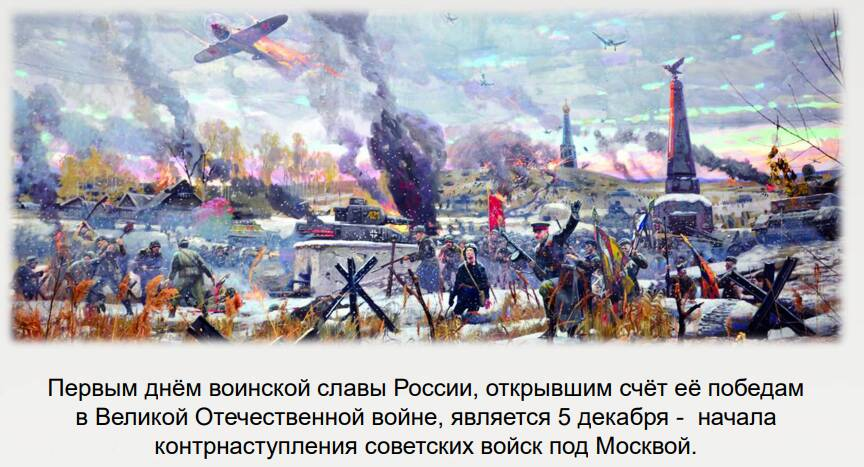 Первым днём воинской славы России, открывшим счёт её победам
в Великой Отечественной войне, является 5 декабря - начала
контрнаступления советских войск под Москвой.